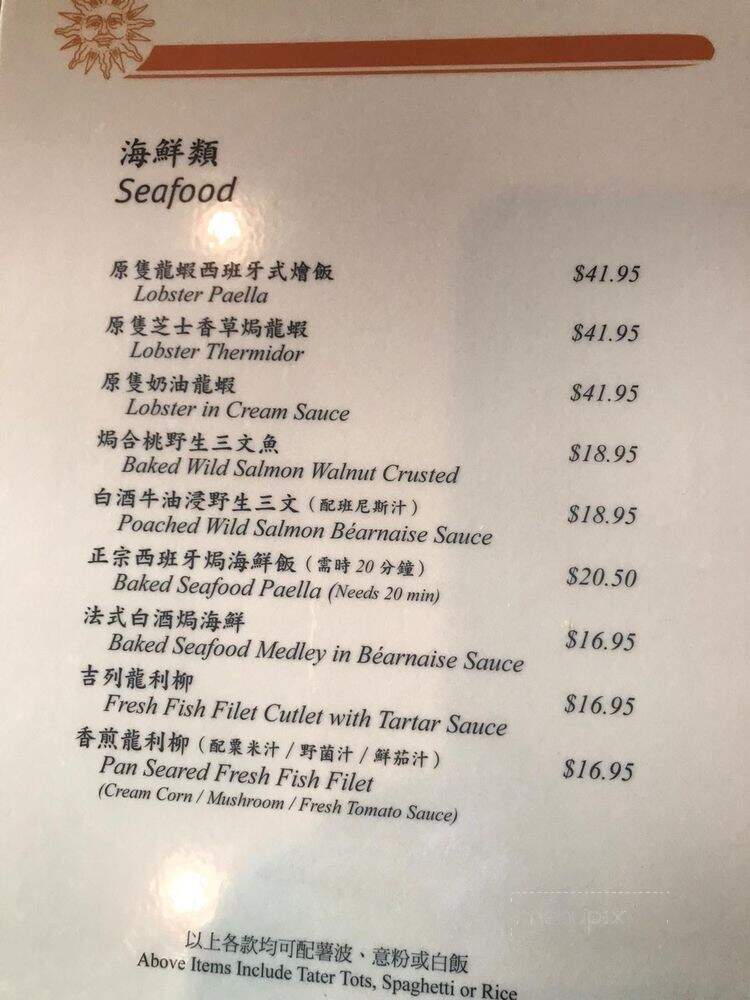 海鮮類
Seafood
原隻龍蝦西班牙式燴飯 $41.95
Lobster Paella
原隻芝士香草焗龍蝦 $41.95
Lobster Thermidor
原隻奶油龍蝦 $41.95
Lobster in Cream Sauce
焗合桃野生三文魚 $18.95
Baked Wild Salmon Walnut Crusted
白酒牛油浸野生三文（配班尼斯汁） $18.95
Poached Wild Salmon Béarnaise Sauce
正宗西班牙焗海鮮飯（需時 20 分鐘） $20.50
Baked Seafood Paella (Needs 20 min)
法式白酒焗海鮮 $16.95
Baked Seafood Medley in Béarnaise Sauce
吉列龍利柳 $16.95
Fresh Fish Filet Cutlet with Tartar Sauce
香煎龍利柳（配粟米汁 / 野菌汁 / 鮮茄汁） $16.95
Pan Seared Fresh Fish Filet
(Cream Corn / Mushroom / Fresh Tomato Sauce)
menupix
以上各款均可配薯波、意粉或白飯
Above Items Include Tater Tots, Spaghetti or Rice